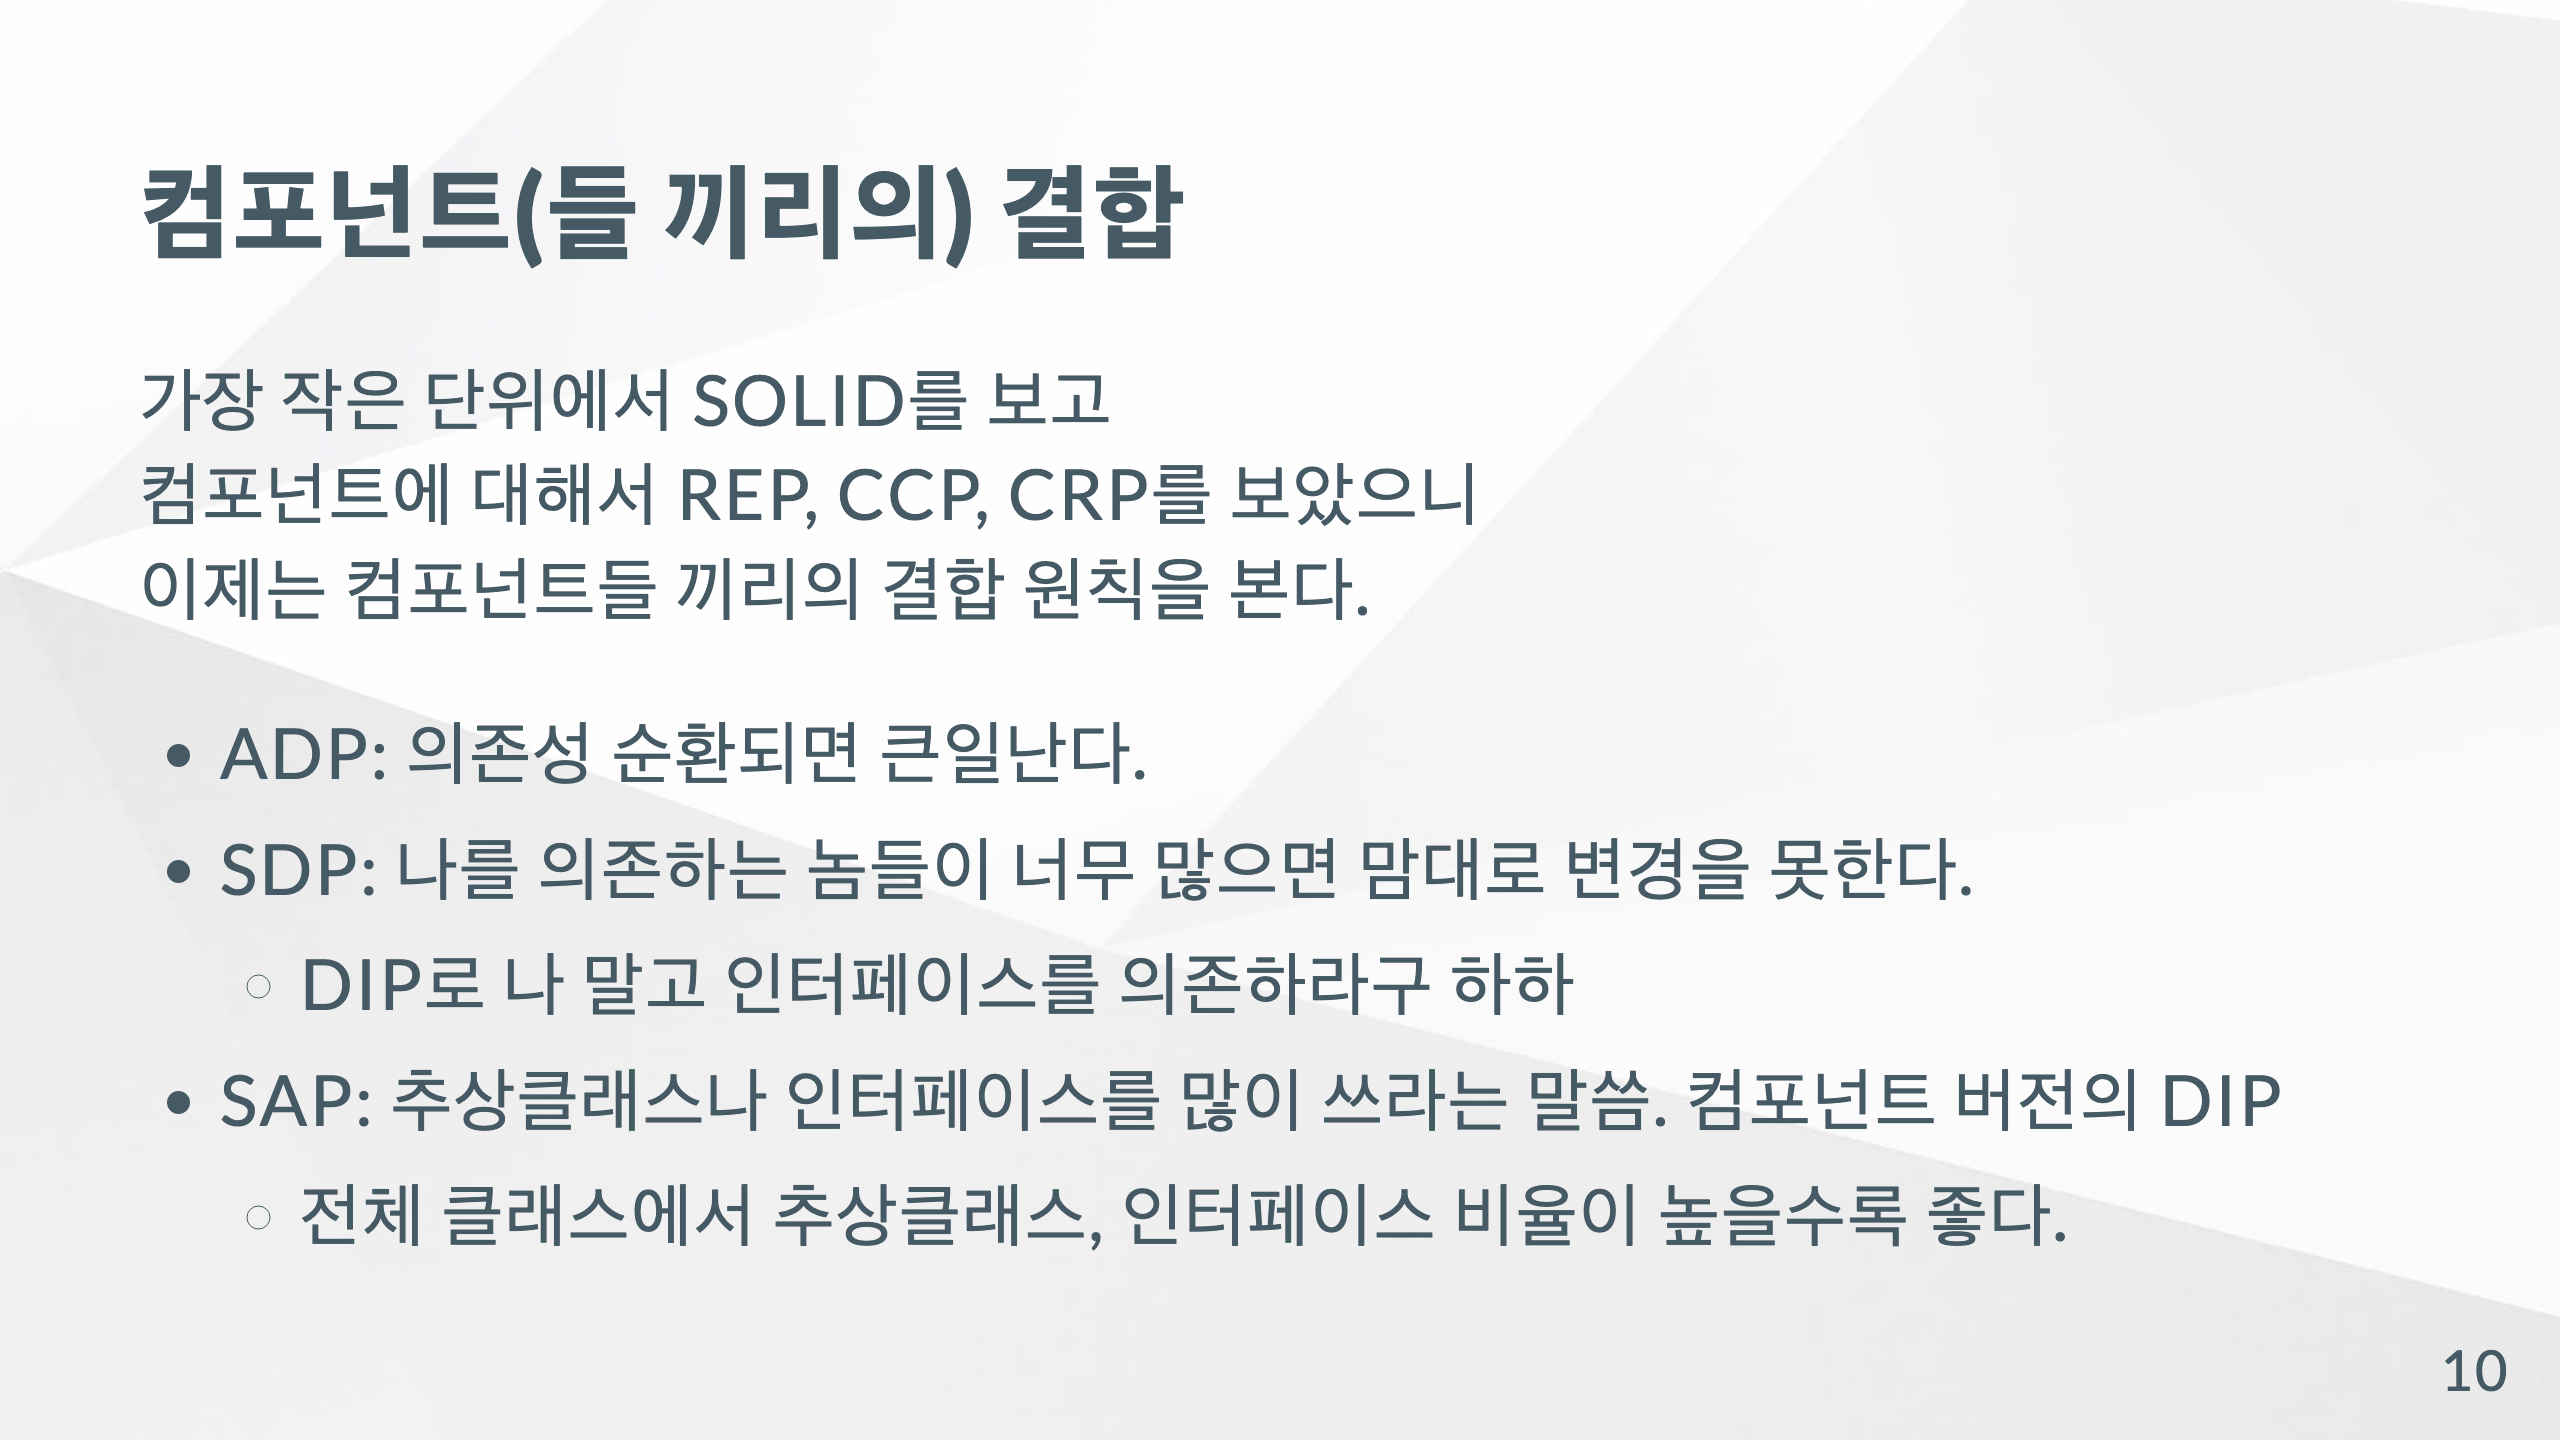 컴포넌트(들 끼리의) 결합
가장 작은 단위에서 SOLID를 보고
컴포넌트에 대해서 REP, CCP, CRP를 보았으니
이제는 컴포넌트들 끼리의 결합 원칙을 본다.
• ADP: 의존성 순환되면 큰일난다.
• SDP: 나를 의존하는 놈들이 너무 많으면 맘대로 변경을 못한다.
○ DIP로 나 말고 인터페이스를 의존하라구 하하
• SAP: 추상클래스나 인터페이스를 많이 쓰라는 말씀. 컴포넌트 버전의 DIP
○ 전체 클래스에서 추상클래스, 인터페이스 비율이 높을수록 좋다.
10